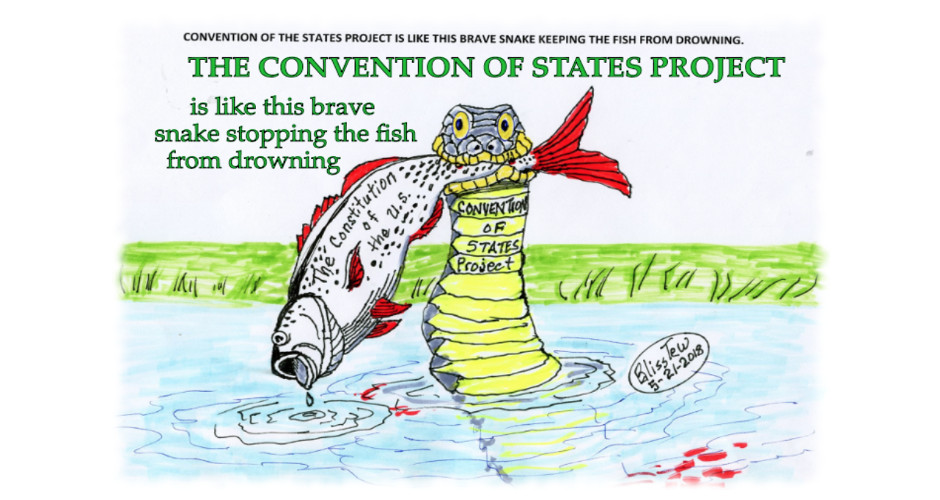 CONVENTION OF THE STATES PROJECT IS LIKE THIS BRAVE SNAKE KEEPING THE FISH FROM DROWNING.
THE CONVENTION OF STATES PROJECT
is like this brave
snake stopping the fish
from drowning
The Constitution
of
the U.S.
CONVENTION
OF
STATES
Project
Bliss Tew
5-21-2018